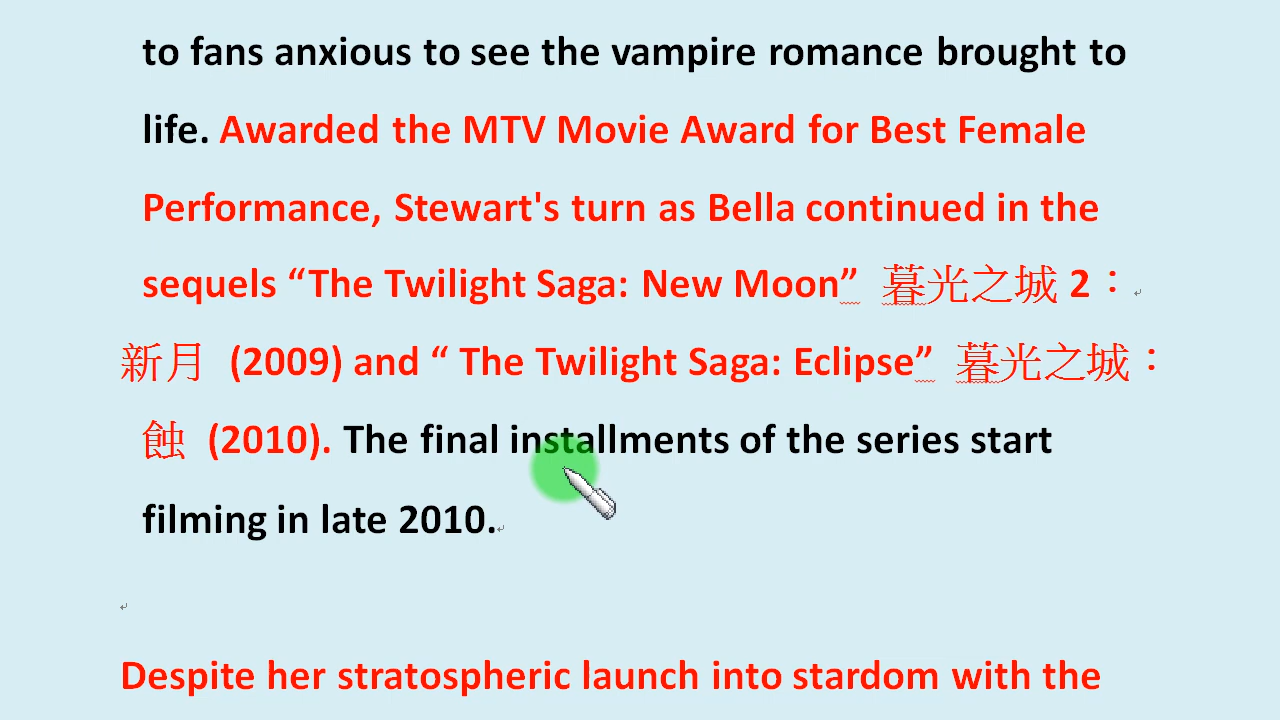 to fans anxious to see the vampire romance brought to
life. Awarded the MTV Movie Award for Best Female
Performance, Stewart's turn as Bella continued in the
sequels “The Twilight Saga: New Moon” 暮光之城 2：
新月 (2009) and “ The Twilight Saga: Eclipse” 暮光之城：
蝕 (2010). The final installments of the series start
filming in late 2010.
Despite her stratospheric launch into stardom with the